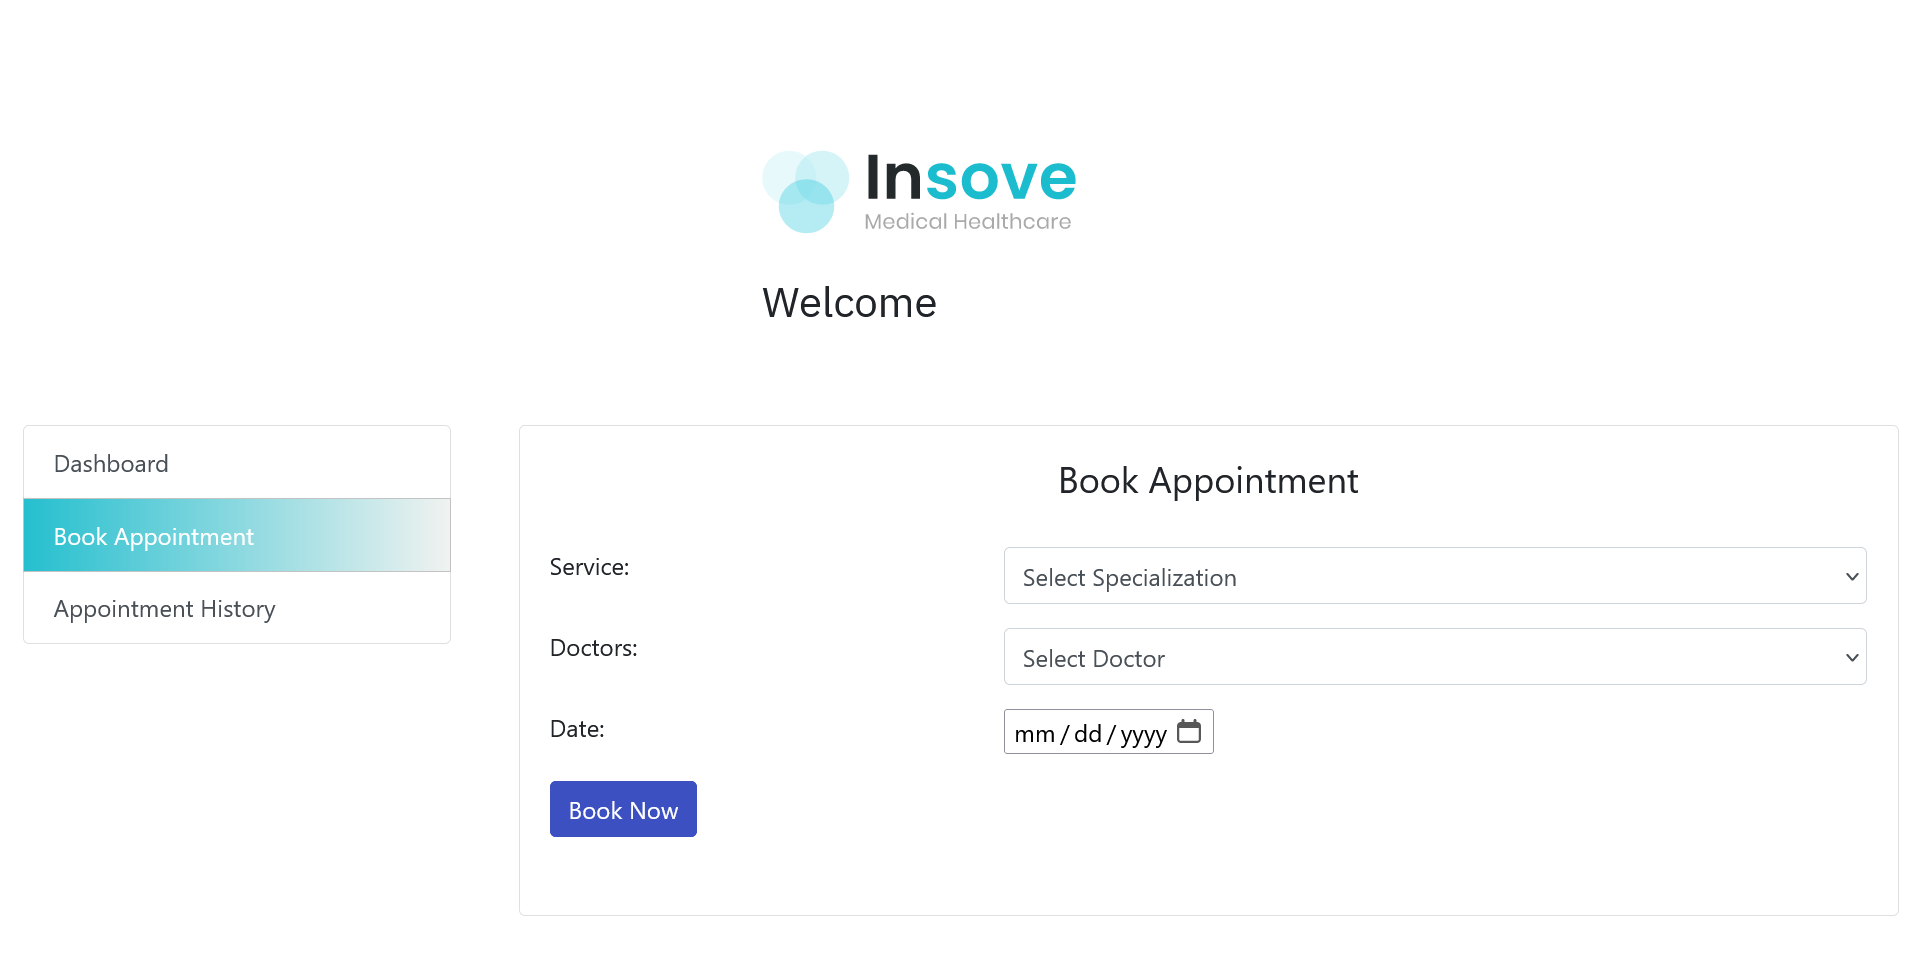 Insove
Medical Healthcare
Welcome
Dashboard
Book Appointment
Appointment History
Book Appointment
Service:
Select Specialization
Doctors:
Select Doctor
Date:
mm/dd/yyyy
Book Now